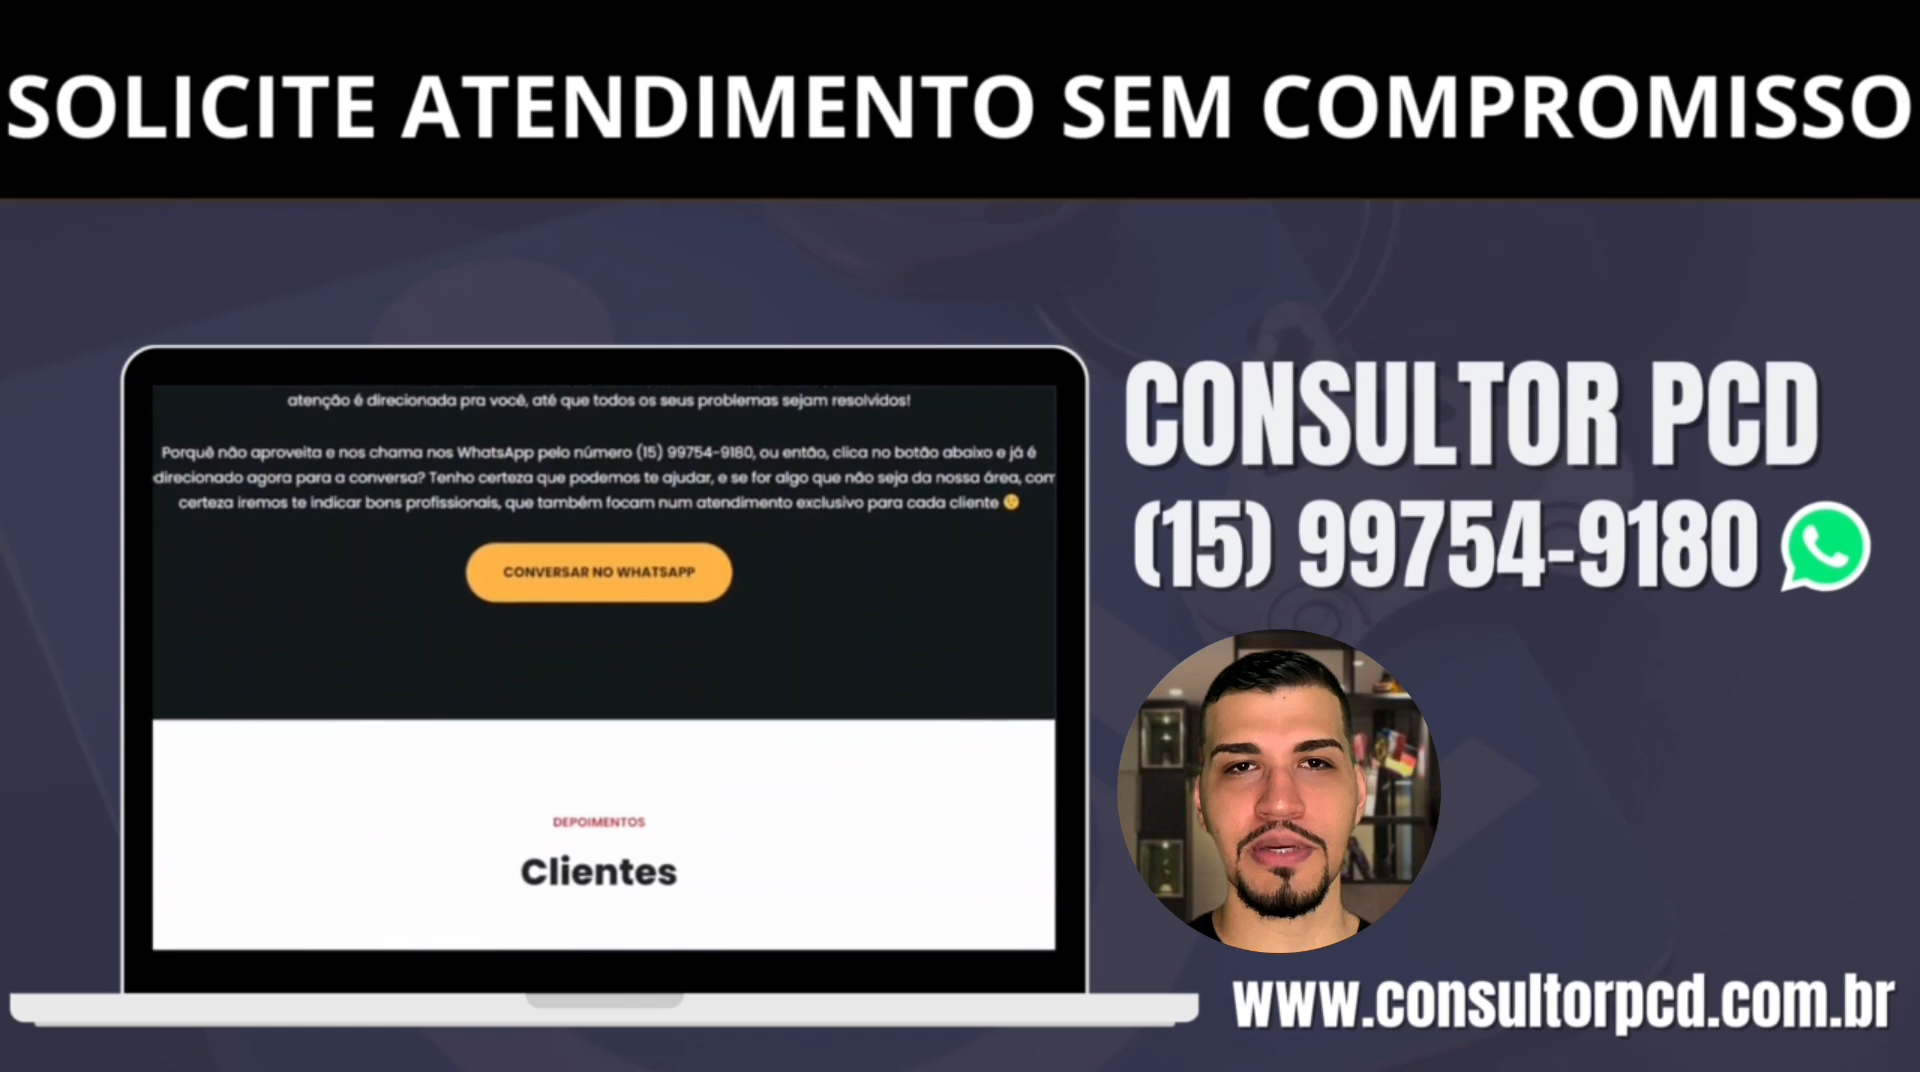 SOLICITE ATENDIMENTO SEM COMPROMISSO
atenção é direcionada pra você, até que todos os seus problemas sejam resolvidos!
Porquê não aproveita e nos chama nos WhatsApp pelo número (15) 99754-9180, ou então, clica no botão abaixo e já é
direcionado agora para a conversa? Tenho certeza que podemos te ajudar, e se for algo que não seja da nossa área, com
certeza iremos te indicar bons profissionais, que também focam num atendimento exclusivo para cada cliente 🙂
CONVERSAR NO WHATSAPP
DEPOIMENTOS
Clientes
CONSULTOR PCD
(15) 99754-9180
www.consultorpcd.com.br